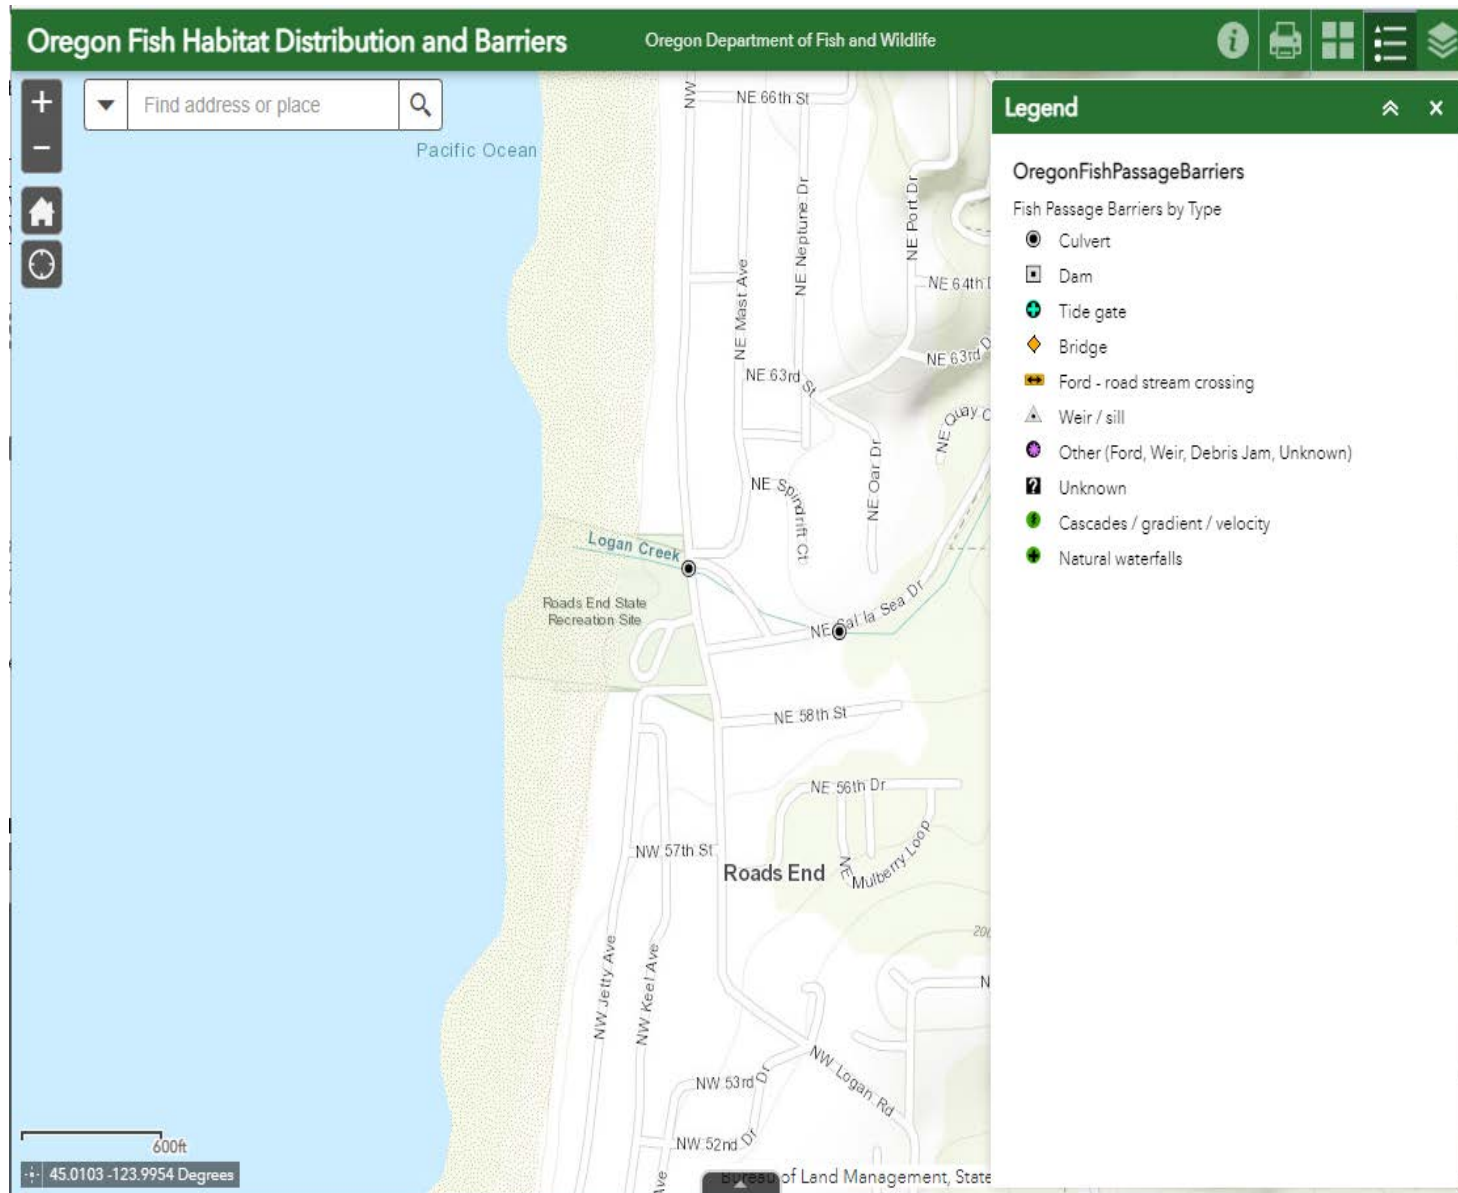 Oregon Fish Habitat Distribution and Barriers
Oregon Department of Fish and Wildlife
Find address or place
Pacific Ocean
Legend
OregonFishPassageBarriers
Fish Passage Barriers by Type
Culvert
Dam
Tide gate
Bridge
Ford - road stream crossing
Weir / sill
Other (Ford, Weir, Debris Jam, Unknown)
Unknown
Cascades / gradient / velocity
Natural waterfalls
NW
NE 66th St
NE Neptune Dr
NE Port Dr
NE Mast Ave
NE 64th
NE 63rd D
NE 63rd St
NE Quay C
NE Oar Dr
NE Spindrift Ct
Logan Creek
Roads End State
Recreation Site
NE Sal la Sea Dr
NE 58th St
NE 56th Dr
NE Mulberry Loop
NW 57th St
Roads End
200
N
NW Jetty Ave
NW Keel Ave
NW Logan Rd
NW 53rd Dr
NW 52nd Dr
Ave
600ft
45.0103 -123.9954 Degrees
Bureau of Land Management, State